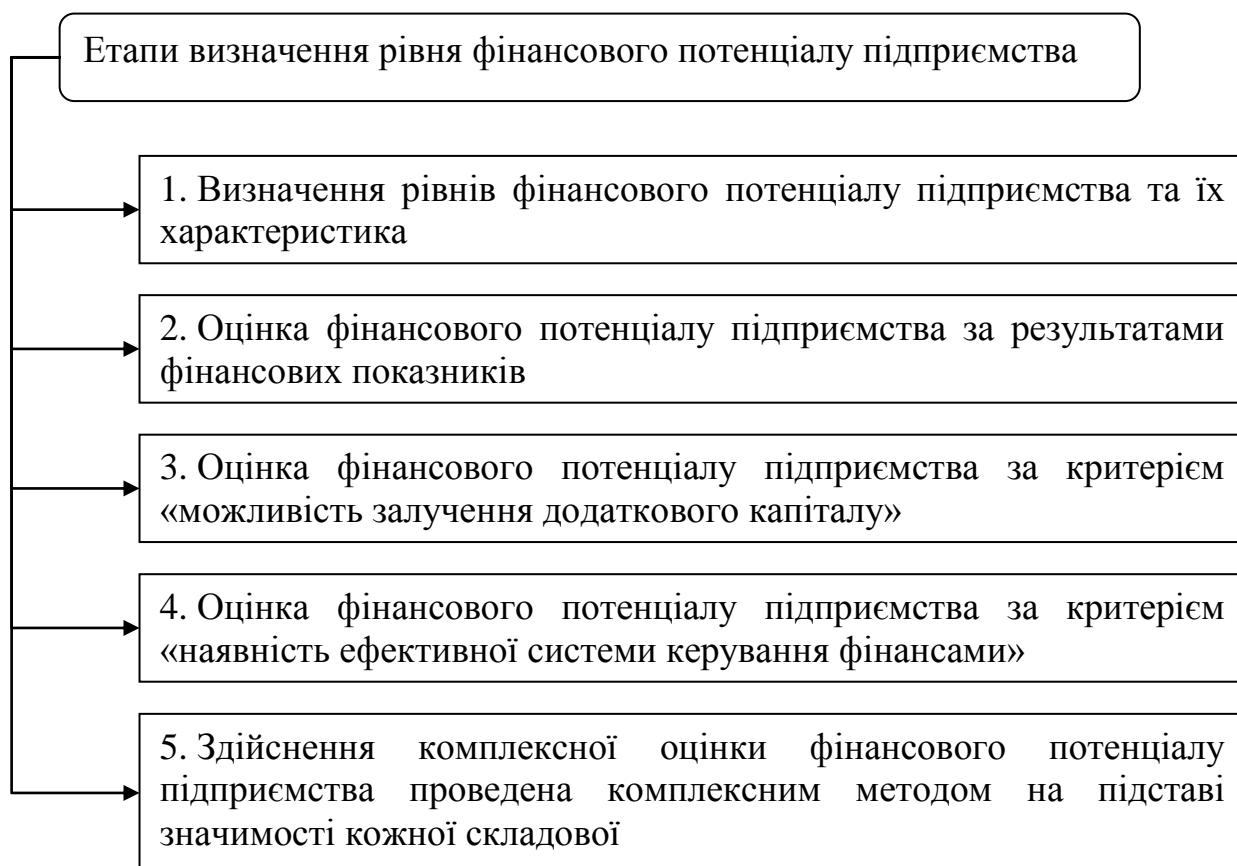 Етапи визначення рівня фінансового потенціалу підприємства
1. Визначення рівнів фінансового потенціалу підприємства та їх
характеристика
2. Оцінка фінансового потенціалу підприємства за результатами
фінансових показників
3. Оцінка фінансового потенціалу підприємства за критерієм
«можливість залучення додаткового капіталу»
4. Оцінка фінансового потенціалу підприємства за критерієм
«наявність ефективної системи керування фінансами»
5. Здійснення комплексної оцінки фінансового потенціалу
підприємства проведена комплексним методом на підставі
значимості кожної складової